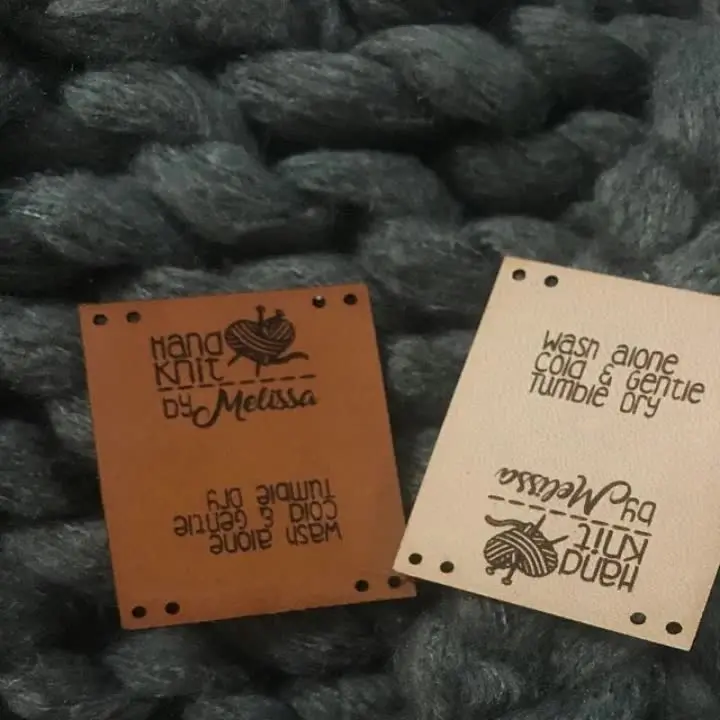 Hand
Knit
by Melissa
wash alone
cold & Gentle
Tumble Dry
wash alone
cold & Gentle
Tumble Dry
Hand
Knit
by Melissa